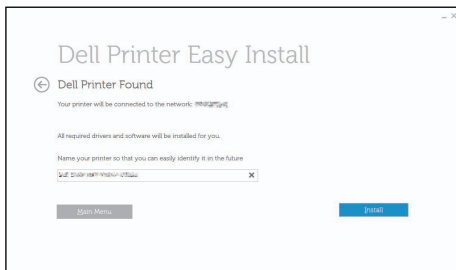 Dell Printer Easy Install
Dell Printer Found
Your printer will be connected to the network:
All required drivers and software will be installed for you.
Name your printer so that you can easily identify it in the future
Main Menu
Install